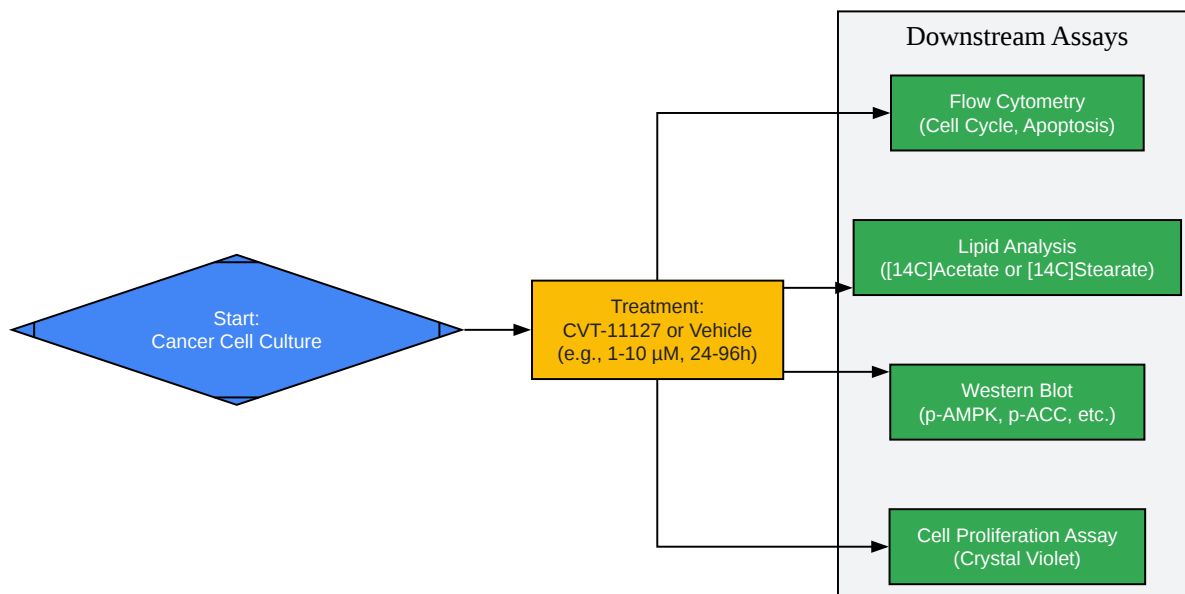 Start:
Cancer Cell Culture
Treatment:
CVT-11127 or Vehicle
(e.g., 1-10 µM, 24-96h)
Downstream Assays
Flow Cytometry
(Cell Cycle, Apoptosis)
Lipid Analysis
([14C]Acetate or [14C]Stearate)
Western Blot
(p-AMPK, p-ACC, etc.)
Cell Proliferation Assay
(Crystal Violet)